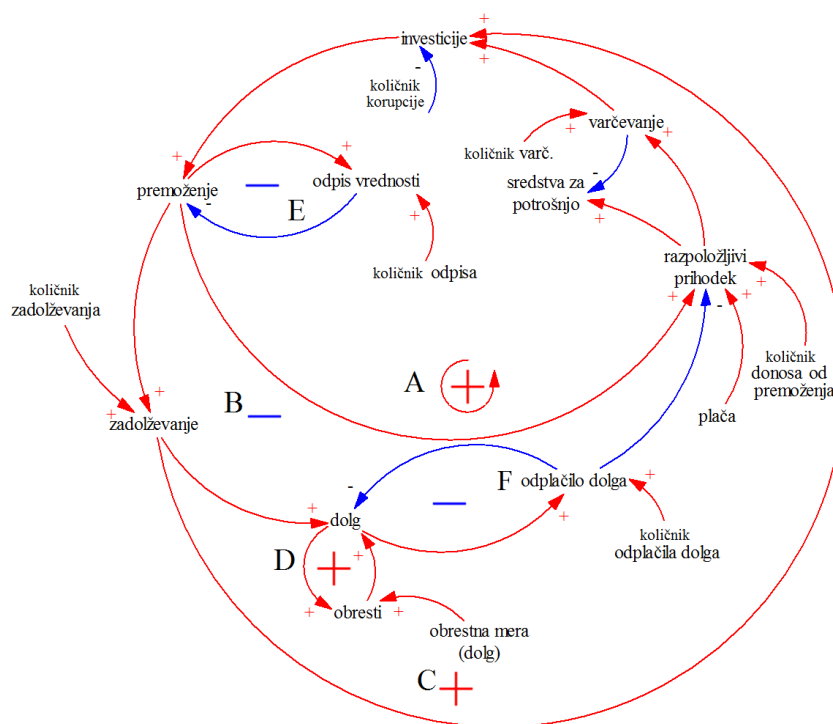 investicije
količnik
korupcije
varčevanje
količnik varč.
sredstva za
potrošnjo
odpis vrednosti
premoženje
E
količnik odpisa
razpoložljivi
prihodek
količnik
zadolževanja
količnik
donosa od
premoženja
A
B
plača
zadolževanje
F
odplačilo dolga
dolg
količnik
odplačila dolga
D
obresti
obrestna mera
(dolg)
C